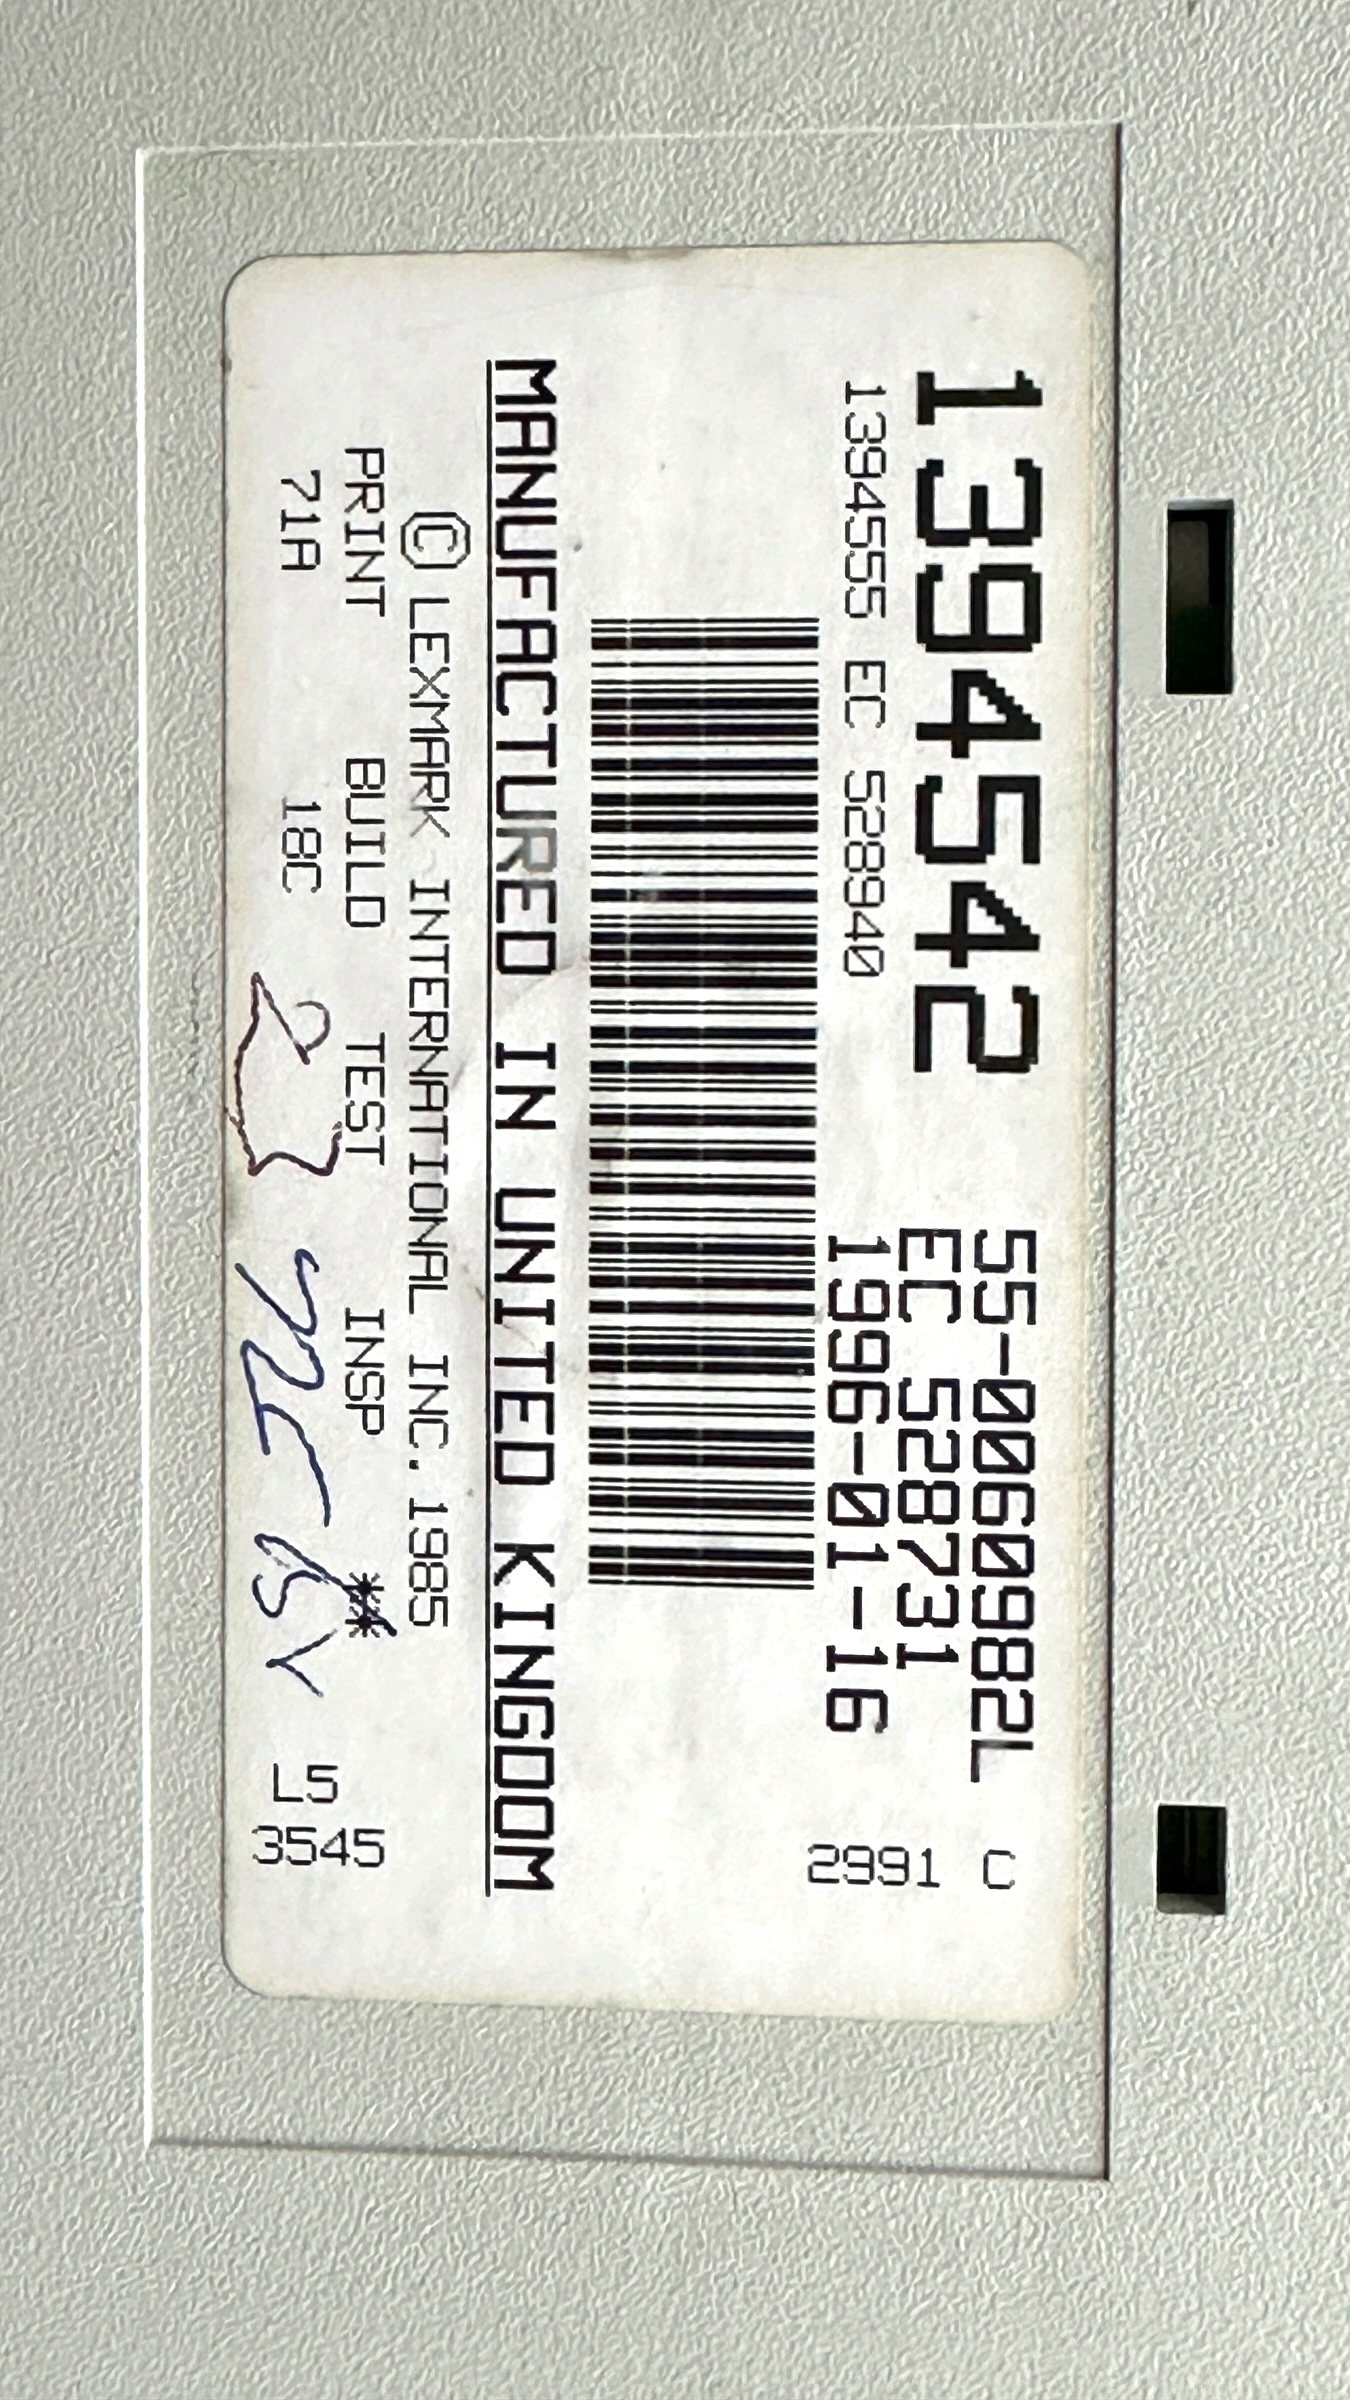 1394542
55-0060982L
1394555 EC 528940
EC 528731
1996-01-16
2991 C
MANUFACTURED IN UNITED KINGDOM
© LEXMARK INTERNATIONAL INC. 1985
PRINT BUILD TEST INSP **
71A 18C
L5
3545